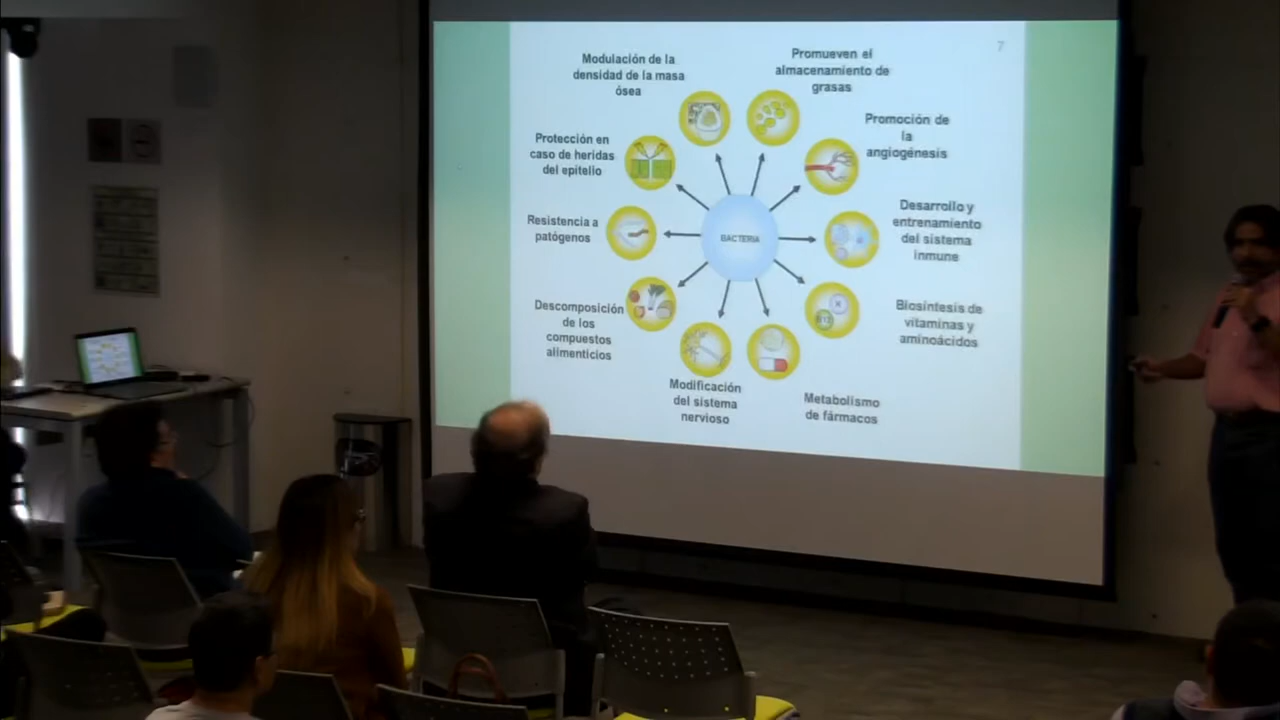 7
Modulación de la
densidad de la masa
ósea
Promueven el
almacenamiento de
grasas
Promoción de
la
angiogénesis
Protección en
caso de heridas
del epitelio
Desarrollo y
entrenamiento
del sistema
inmune
Resistencia a
patógenos
BACTERIA
Biosíntesis de
vitaminas y
aminoácidos
K
B12
Descomposición
de los
compuestos
alimenticios
Modificación
del sistema
nervioso
Metabolismo
de fármacos